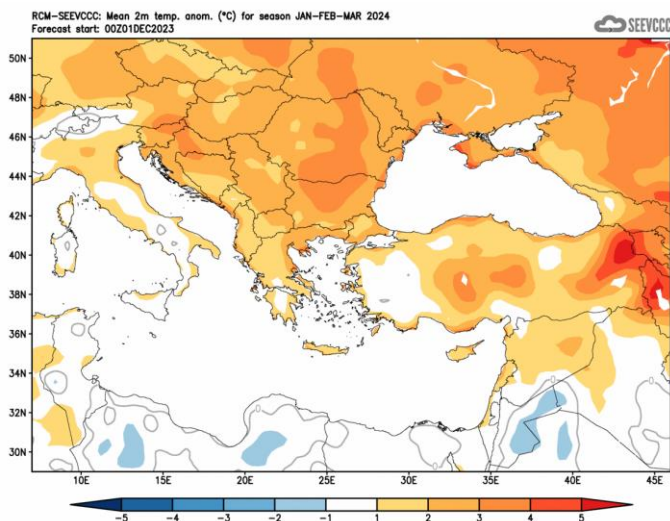 RCM-SEEVCCC: Mean 2m temp. anom. (°C) for season JAN-FEB-MAR 2024
Forecast start: 00Z01DEC2023
SEEVCCC
50N
48N
46N
44N
42N
40N
38N
36N
34N
32N
30N
0
10E 15E 20E 25E 30E 35E 40E 45E
-5 -4 -3 -2 -1 1 2 3 4 5